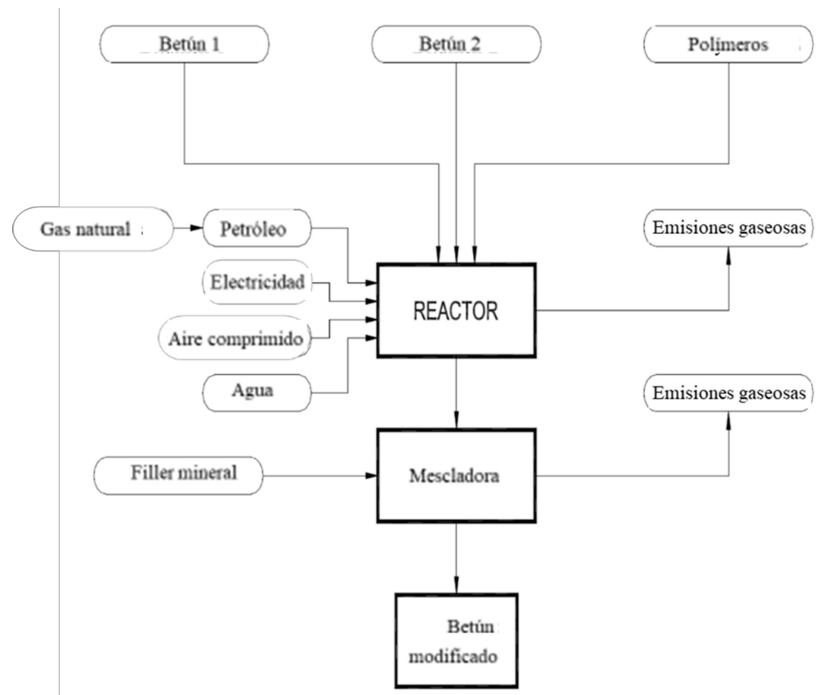 Betún 1
Betún 2
Polímeros
Gas natural
Petróleo
Emisiones gaseosas
Electricidad
REACTOR
Aire comprimido
Agua
Emisiones gaseosas
Filler mineral
Mescladora
Betún
modificado